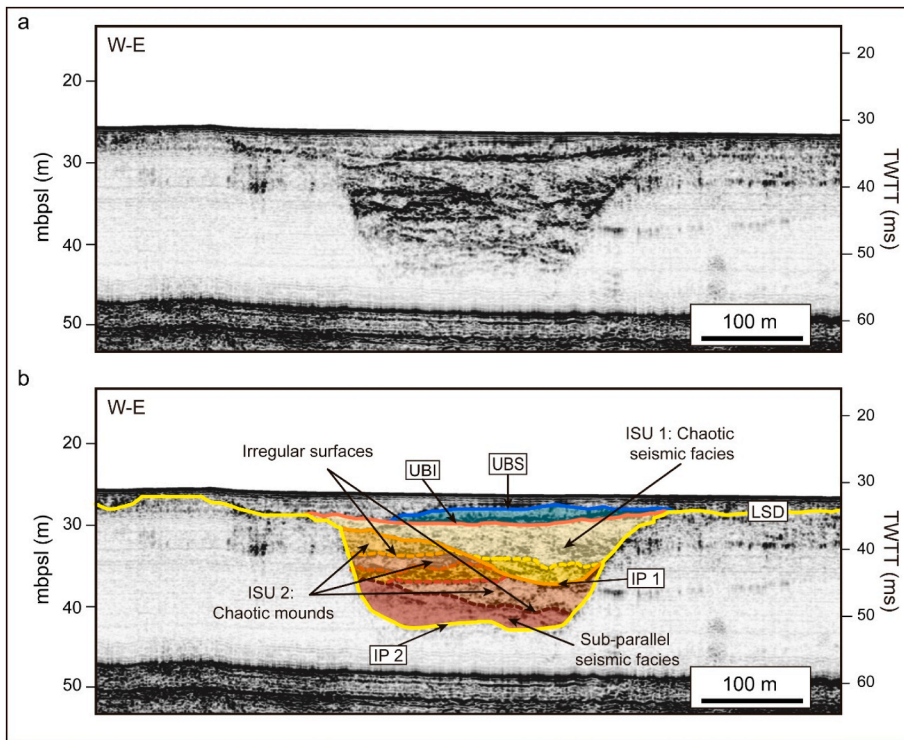 a
W-E
20
30
40
50
mbpsl (m)
20
30
40
50
60
TWTT (ms)
100 m
b
W-E
20
30
40
50
mbpsl (m)
20
30
40
50
60
TWTT (ms)
Irregular surfaces
UBI
UBS
ISU 1: Chaotic
seismic facies
LSD
IP 1
ISU 2:
Chaotic mounds
IP 2
Sub-parallel
seismic facies
100 m